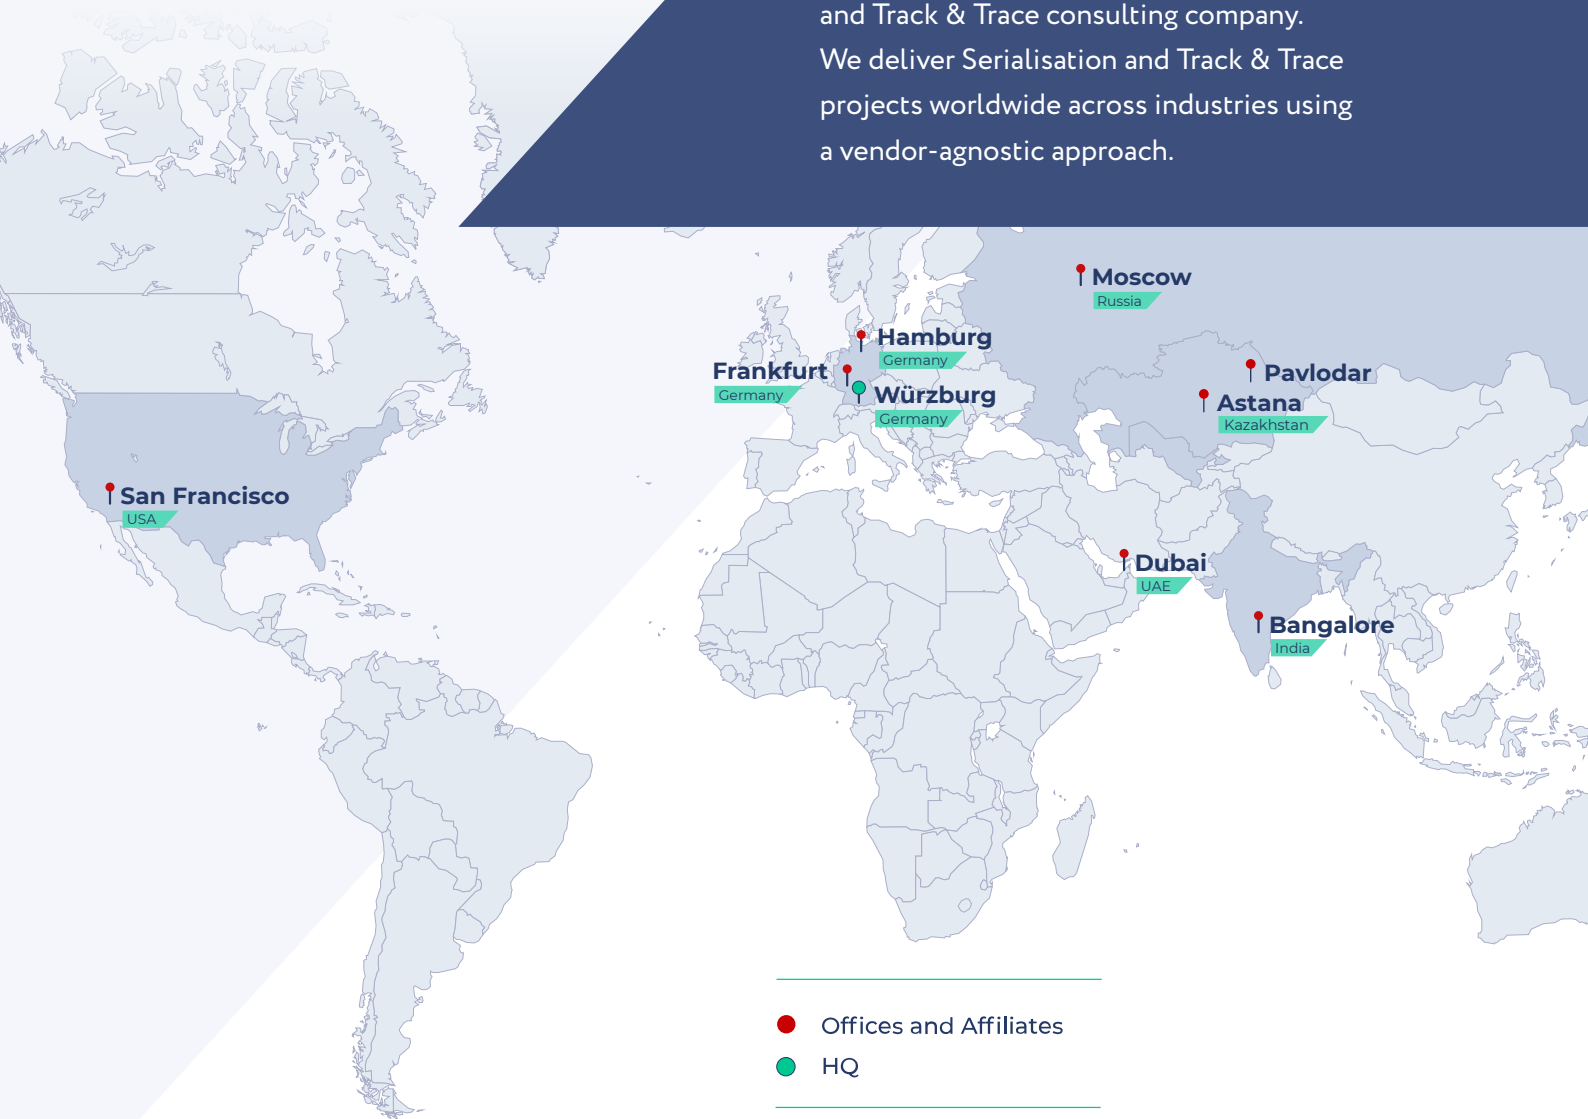 and Track & Trace consulting company.
We deliver Serialisation and Track & Trace
projects worldwide across industries using
a vendor-agnostic approach.
Moscow
Russia
Hamburg
Germany
Frankfurt
Germany
Würzburg
Germany
Pavlodar
Astana
Kazakhstan
San Francisco
USA
Dubai
UAE
Bangalore
India
Offices and Affiliates
HQ